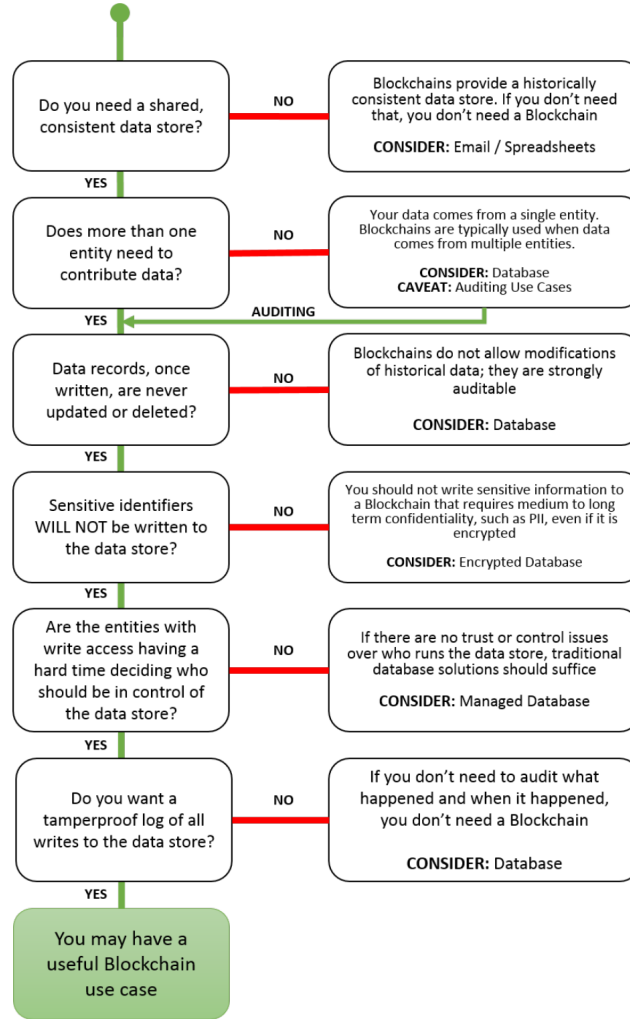 Do you need a shared,
consistent data store?
NO
Blockchains provide a historically
consistent data store. If you don’t need
that, you don’t need a Blockchain
CONSIDER: Email / Spreadsheets
YES
Does more than one
entity need to
contribute data?
NO
Your data comes from a single entity.
Blockchains are typically used when data
comes from multiple entities.
CONSIDER: Database
CAVEAT: Auditing Use Cases
YES
AUDITING
Data records, once
written, are never
updated or deleted?
NO
Blockchains do not allow modifications
of historical data; they are strongly
auditable
CONSIDER: Database
YES
Sensitive identifiers
WILL NOT be written to
the data store?
NO
You should not write sensitive information to
a Blockchain that requires medium to long
term confidentiality, such as PII, even if it is
encrypted
CONSIDER: Encrypted Database
YES
Are the entities with
write access having a
hard time deciding who
should be in control of
the data store?
NO
If there are no trust or control issues
over who runs the data store, traditional
database solutions should suffice
CONSIDER: Managed Database
YES
Do you want a
tamperproof log of all
writes to the data store?
NO
If you don’t need to audit what
happened and when it happened,
you don’t need a Blockchain
CONSIDER: Database
YES
You may have a
useful Blockchain
use case